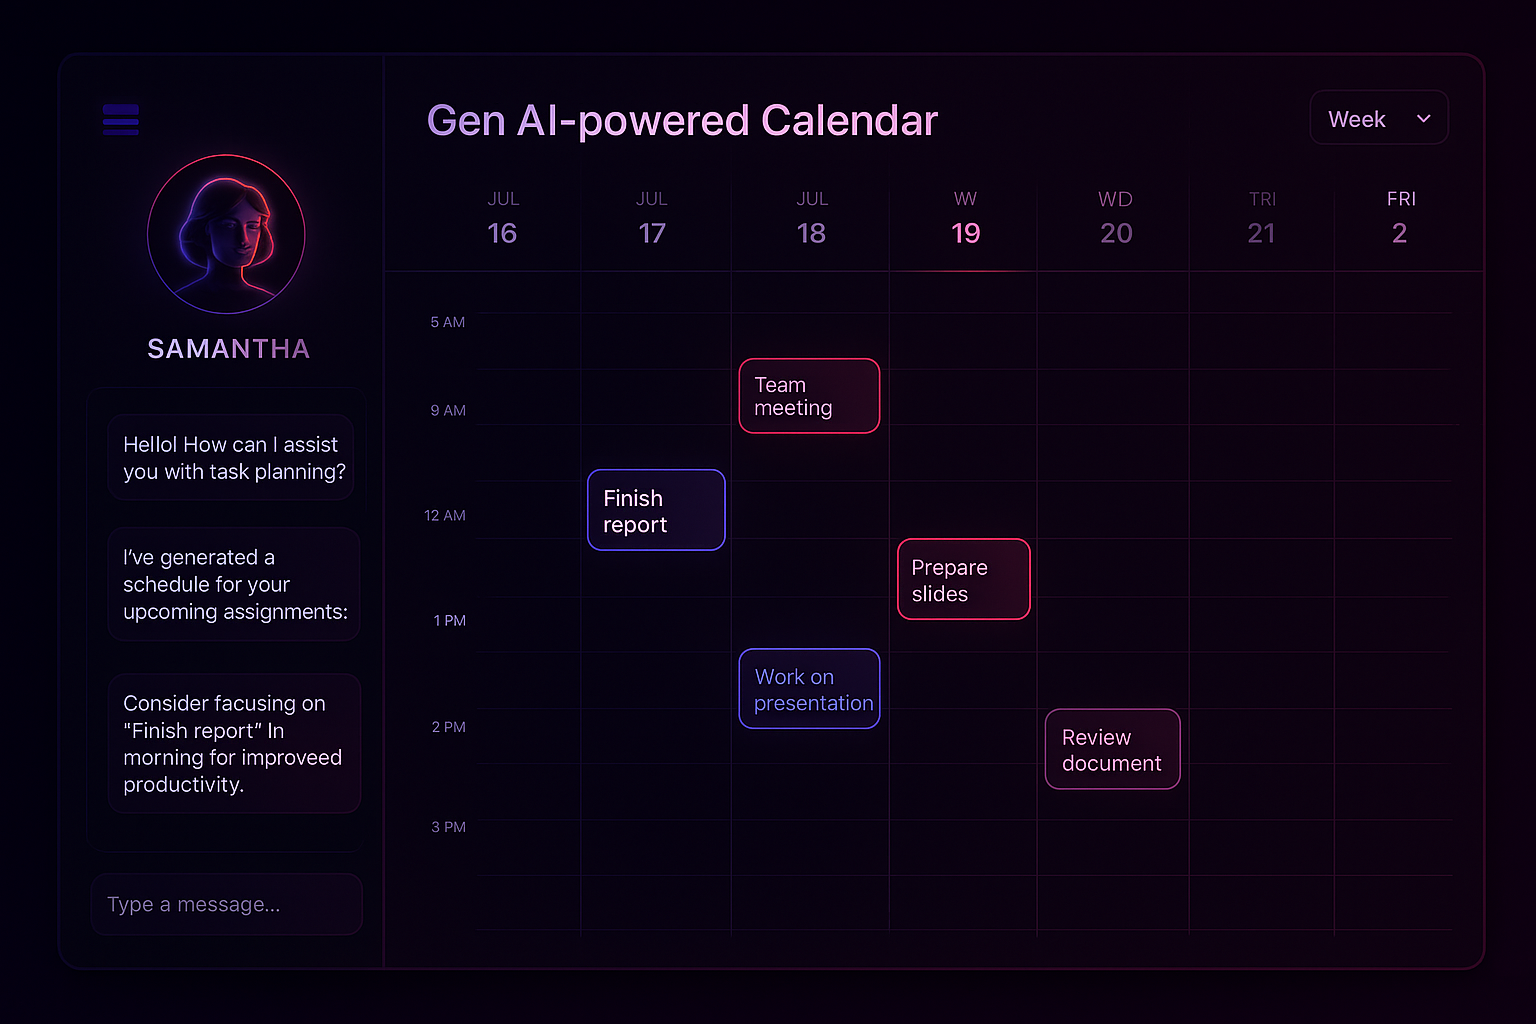 SAMANTHA
Hello! How can I assist
you with task planning?
I've generated a
schedule for your
upcoming assignments:
Consider facusing on
"Finish report" In
morning for improveed
productivity.
Type a message...
Gen AI-powered Calendar
Week
JUL JUL JUL W WD TRI FRI
16 17 18 19 20 21 2
5 AM
9 AM
12 AM
1 PM
2 PM
3 PM
Team
meeting
Finish
report
Prepare
slides
Work on
presentation
Review
document